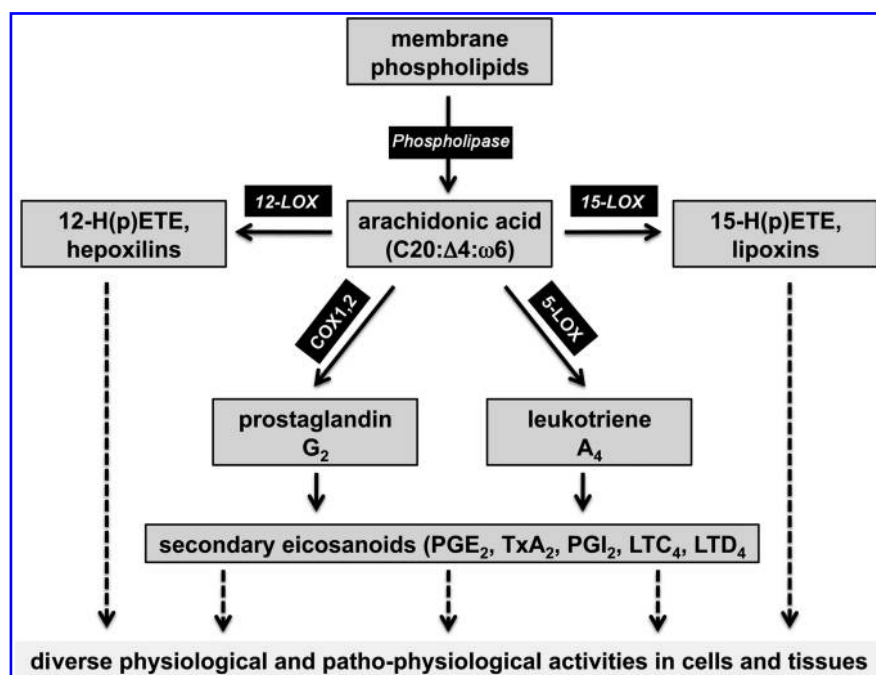 membrane
phospholipids
Phospholipase
12-LOX
15-LOX
12-H(p)ETE,
hepoxilins
arachidonic acid
(C20:Δ4:ω6)
15-H(p)ETE,
lipoxins
COX1,2
5-LOX
prostaglandin
G₂
leukotriene
A₄
secondary eicosanoids (PGE₂, TxA₂, PGI₂, LTC₄, LTD₄
diverse physiological and patho-physiological activities in cells and tissues